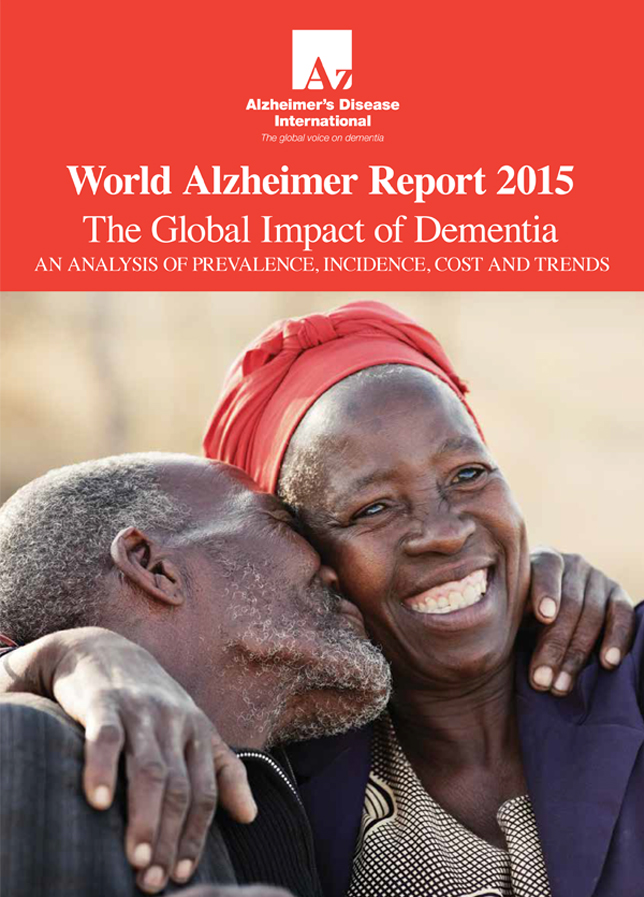 Az
Alzheimer's Disease
International
The global voice on dementia
World Alzheimer Report 2015
The Global Impact of Dementia
AN ANALYSIS OF PREVALENCE, INCIDENCE, COST AND TRENDS